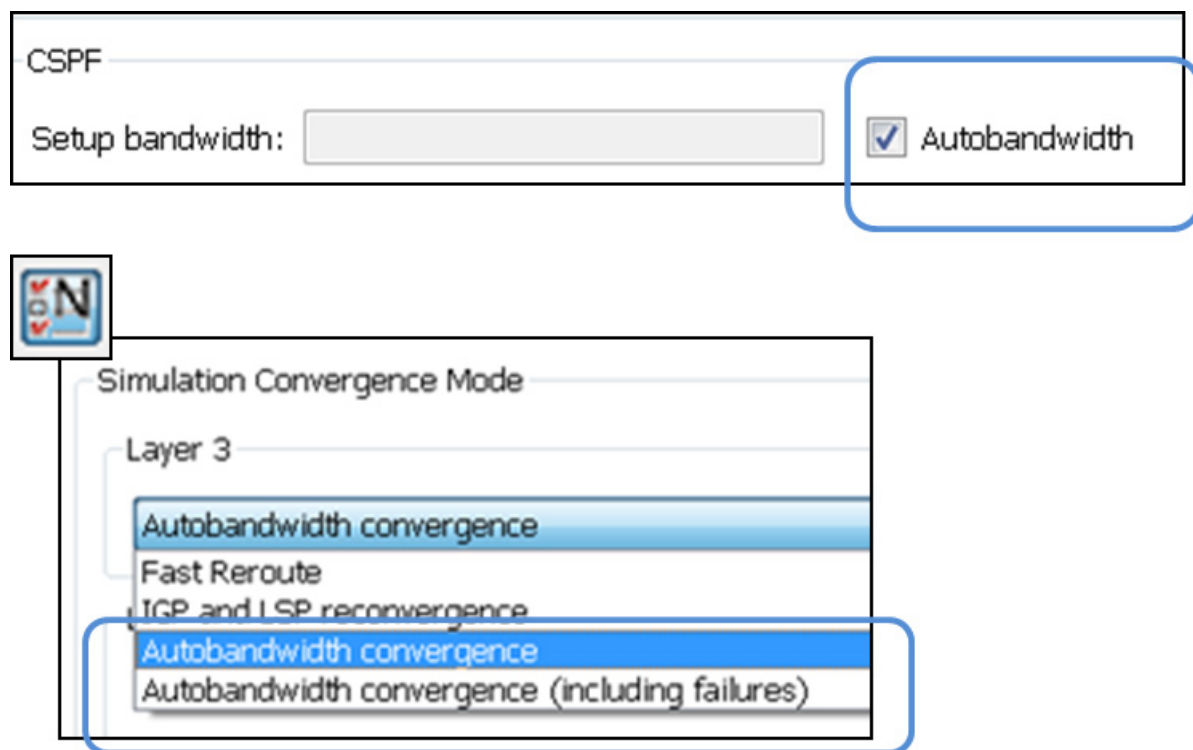 CSPF
Setup bandwidth:
Autobandwidth
N
Simulation Convergence Mode
Layer 3
Autobandwidth convergence
Fast Reroute
IGP and LSP reconvergence
Autobandwidth convergence
Autobandwidth convergence (including failures)